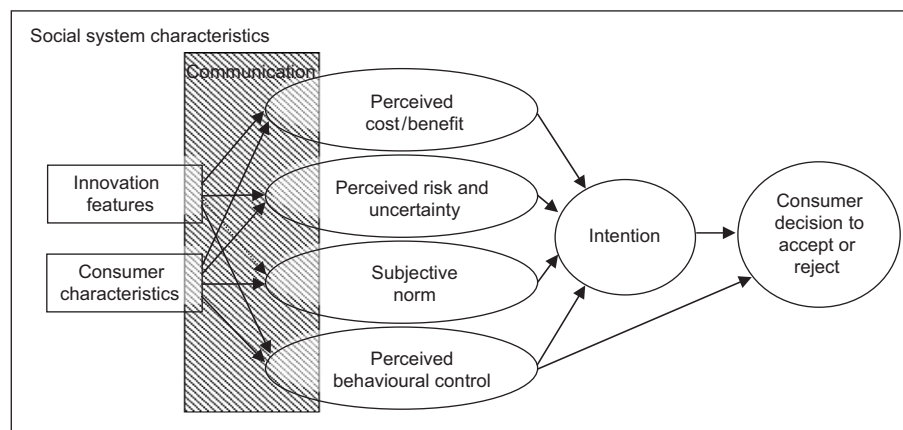 Social system characteristics
Communication
Perceived
cost/benefit
Innovation
features
Perceived risk and
uncertainty
Consumer
characteristics
Subjective
norm
Perceived
behavioural control
Intention
Consumer
decision to
accept or
reject